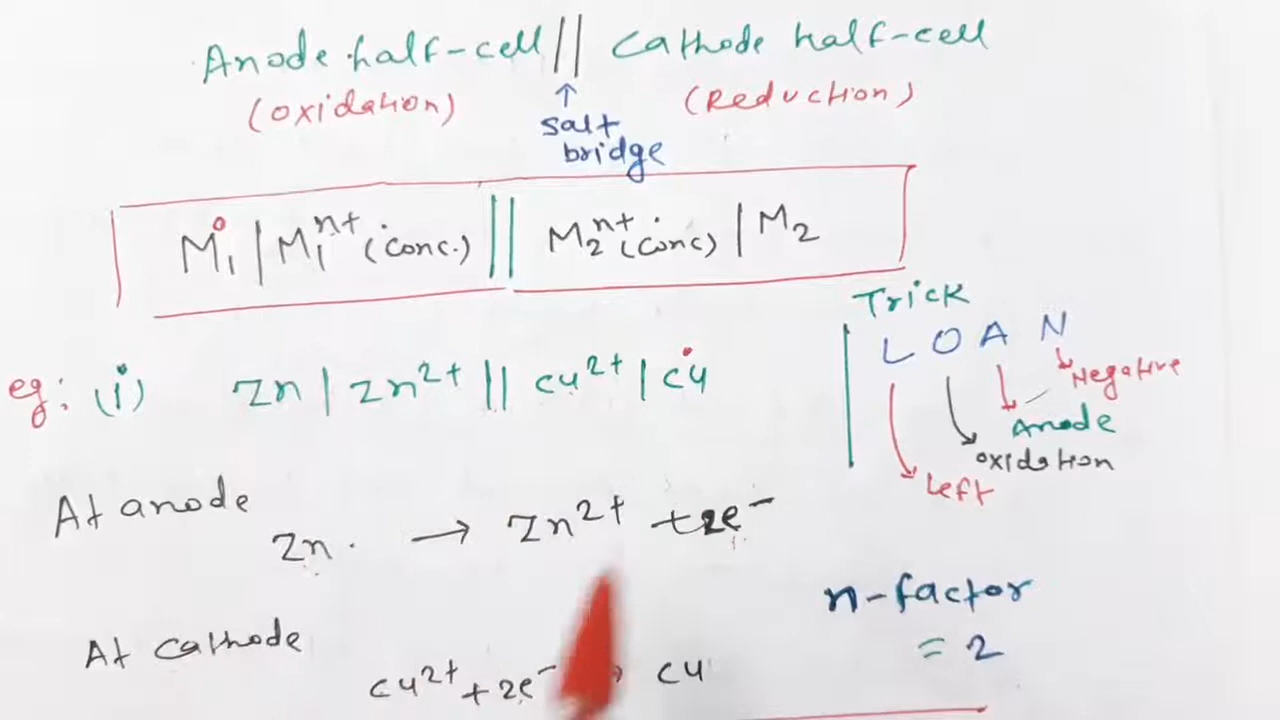 Anode half-cell || Cathode half-cell
(oxidation) ↑ (Reduction)
salt
bridge
M₁° | M₁ⁿ⁺ (conc.) || M₂ⁿ⁺ (conc) | M₂
Trick
L O A N
Negative
Anode
oxidation
Left
eg: (i) Zn | Zn²⁺ || Cu²⁺ | Cu
At anode
Zn → Zn²⁺ + 2e⁻
n-factor
= 2
At cathode
Cu²⁺ + 2e⁻ → Cu